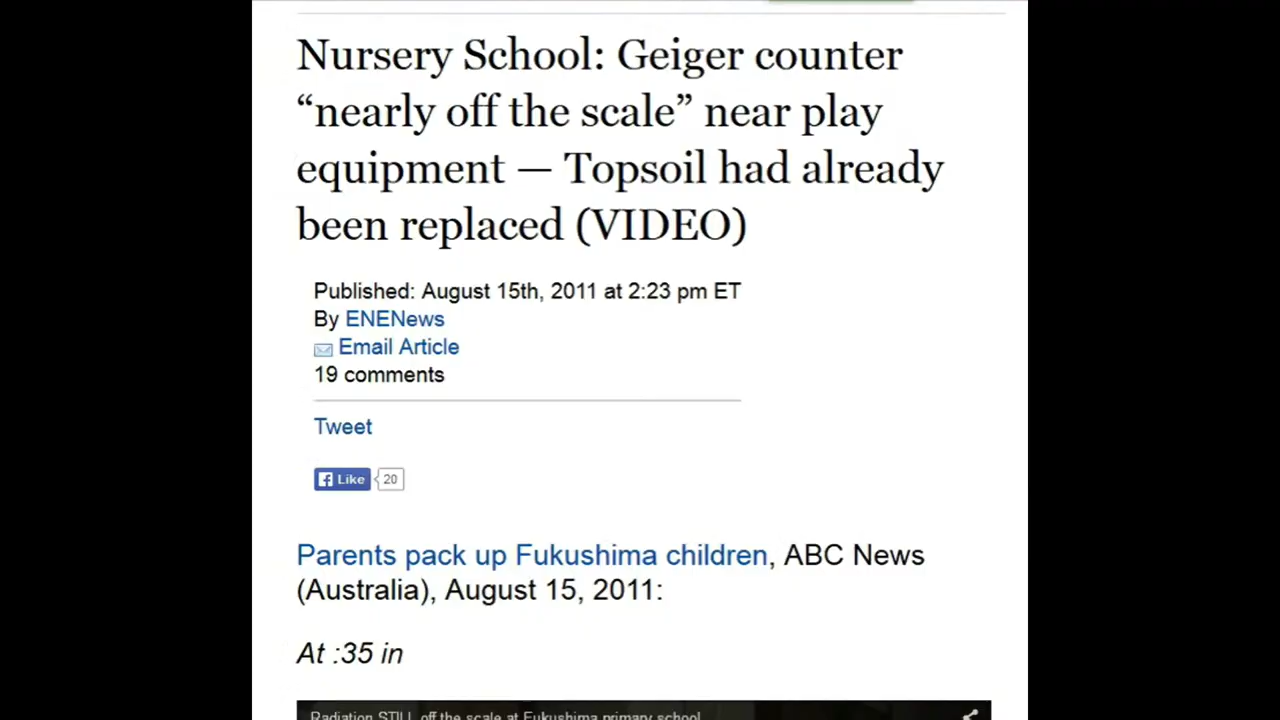 Nursery School: Geiger counter
“nearly off the scale” near play
equipment — Topsoil had already
been replaced (VIDEO)
Published: August 15th, 2011 at 2:23 pm ET
By ENENews
Email Article
19 comments
Tweet
Like 20
Parents pack up Fukushima children, ABC News
(Australia), August 15, 2011:
At :35 in
Radiation STILL off the scale at Fukushima primary school